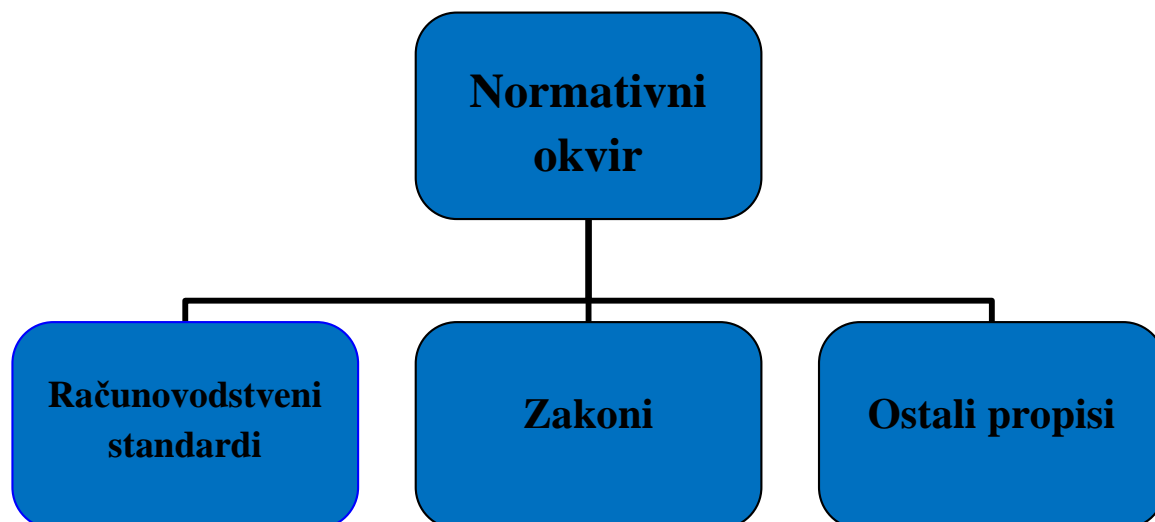 Normativni
okvir
Računovodstveni
standardi
Zakoni
Ostali propisi